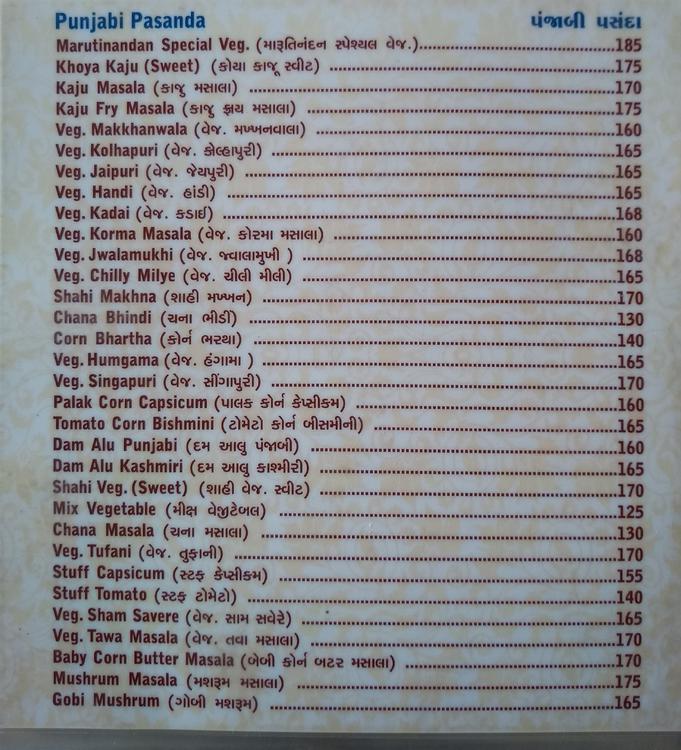 Punjabi Pasanda પંજાબી પસંદા
Marutinandan Special Veg. (મારૂતિનંદન સ્પેશ્યલ વેજ.)........185
Khoya Kaju (Sweet) (કોયા કાજૂ સ્વીટ) ........175
Kaju Masala (કાજુ મસાલા) ........170
Kaju Fry Masala (કાજુ ફ્રાય મસાલા) ........175
Veg. Makkhanwala (વેજ. મખ્ખનવાલા) ........160
Veg. Kolhapuri (વેજ. કોલ્હાપુરી) ........165
Veg. Jaipuri (વેજ. જેયપુરી) ........165
Veg. Handi (વેજ. હાંડી) ........165
Veg. Kadai (વેજ. કડાઈ) ........168
Veg. Korma Masala (વેજ. કોરમા મસાલા) ........160
Veg. Jwalamukhi (વેજ. જ્વાલામુખી ) ........168
Veg. Chilly Milye (વેજ. ચીલી મીલી) ........165
Shahi Makhna (શાહી મખ્ખન) ........170
Chana Bhindi (ચના ભીંડી) ........130
Corn Bhartha (કોર્ન ભરથા) ........140
Veg. Humgama (વેજ. હંગામા ) ........165
Veg. Singapuri (વેજ. સીંગાપુરી) ........170
Palak Corn Capsicum (પાલક કોર્ન કેપ્સીકમ) ........160
Tomato Corn Bishmini (ટોમેટો કોર્ન બીસમીની) ........165
Dam Alu Punjabi (દમ આલુ પંજાબી) ........160
Dam Alu Kashmiri (દમ આલુ કાશ્મીરી) ........165
Shahi Veg. (Sweet) (શાહી વેજ. સ્વીટ) ........170
Mix Vegetable (મીક્ષ વેજીટેબલ) ........125
Chana Masala (ચના મસાલા) ........130
Veg. Tufani (વેજ. તુફાની) ........170
Stuff Capsicum (સ્ટફ કેપ્સીકમ) ........155
Stuff Tomato (સ્ટફ ટોમેટો) ........140
Veg. Sham Savere (વેજ. સામ સવેરે) ........165
Veg. Tawa Masala (વેજ. તવા મસાલા) ........170
Baby Corn Butter Masala (બેબી કોર્ન બટર મસાલા) ........170
Mushrum Masala (મશરૂમ મસાલા) ........175
Gobi Mushrum (ગોબી મશરૂમ) ........165